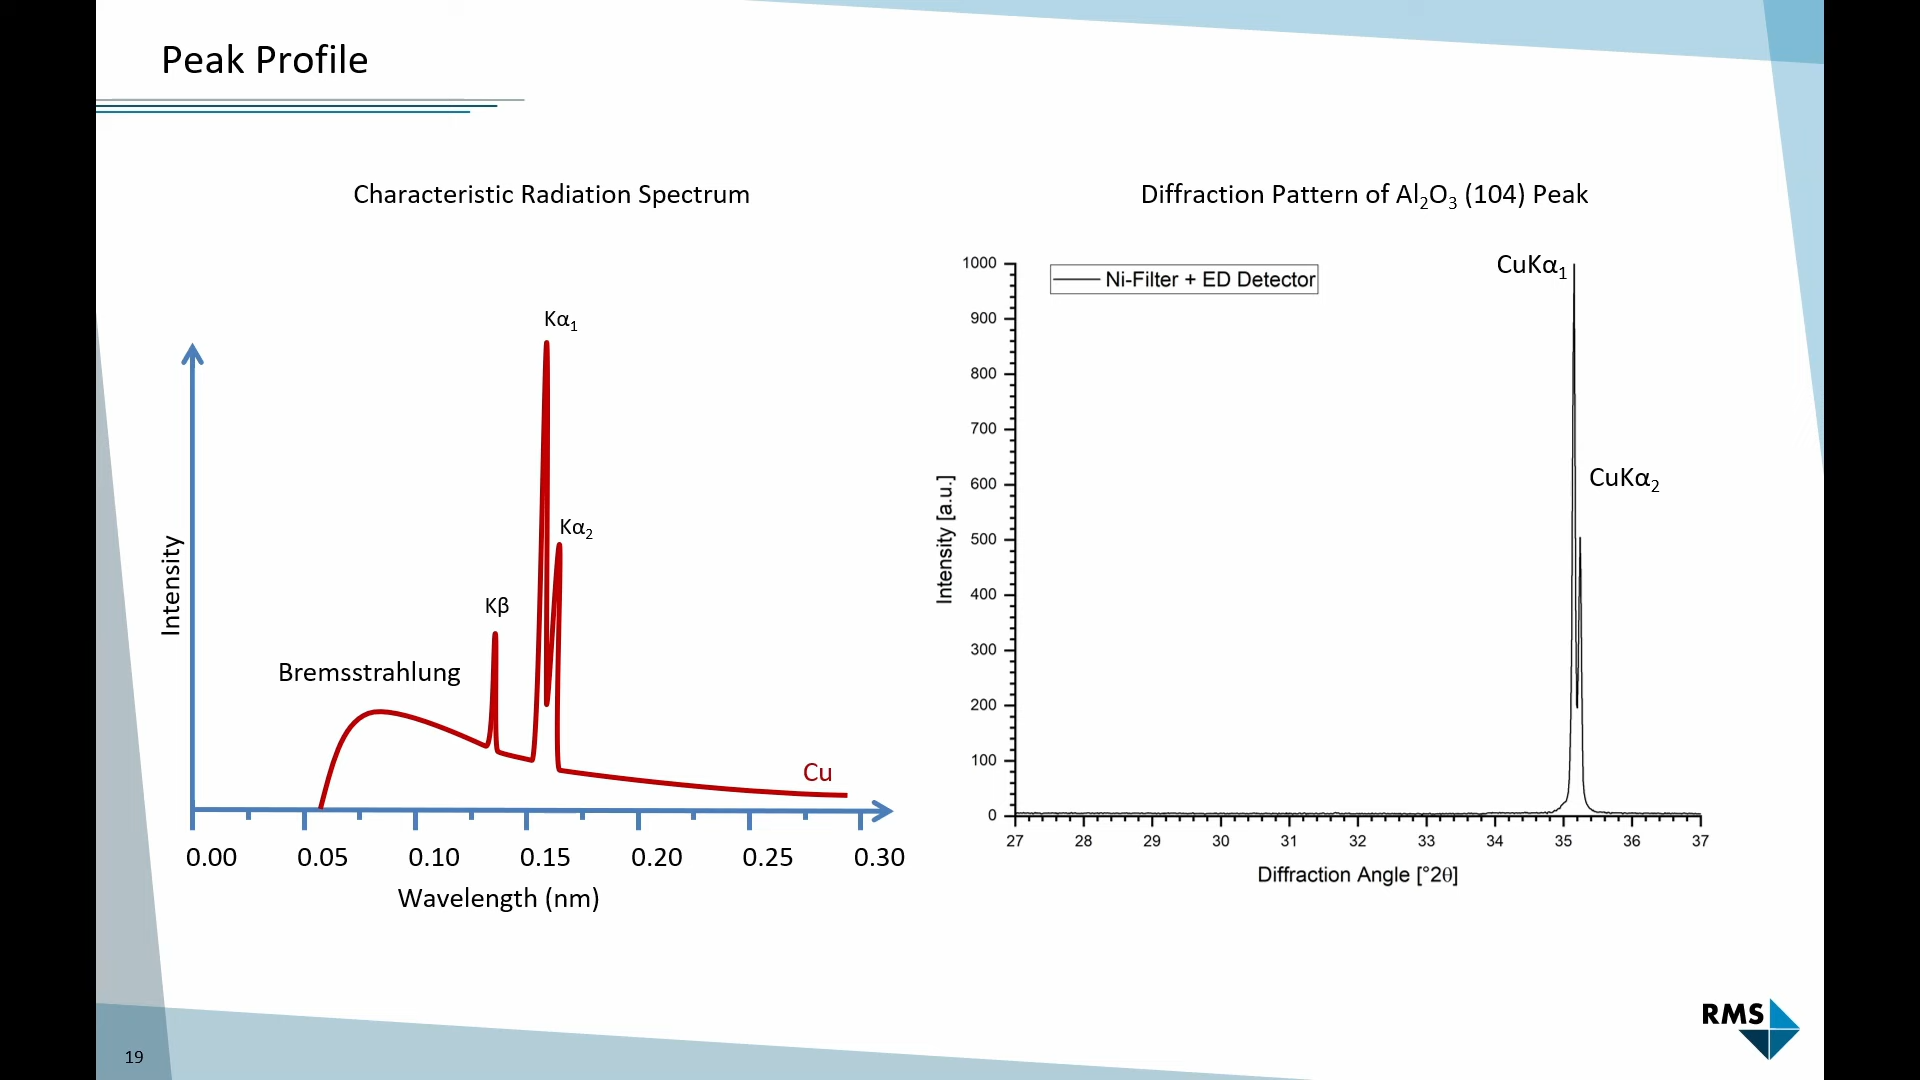 Peak Profile
Characteristic Radiation Spectrum
Intensity
Kα₁
Kα₂
Kβ
Bremsstrahlung
Cu
0.00 0.05 0.10 0.15 0.20 0.25 0.30
Wavelength (nm)
Diffraction Pattern of Al₂O₃ (104) Peak
Ni-Filter + ED Detector
CuKα₁
CuKα₂
Intensity [a.u.]
1000
900
800
700
600
500
400
300
200
100
0
27 28 29 30 31 32 33 34 35 36 37
Diffraction Angle [°2θ]
RMS
19